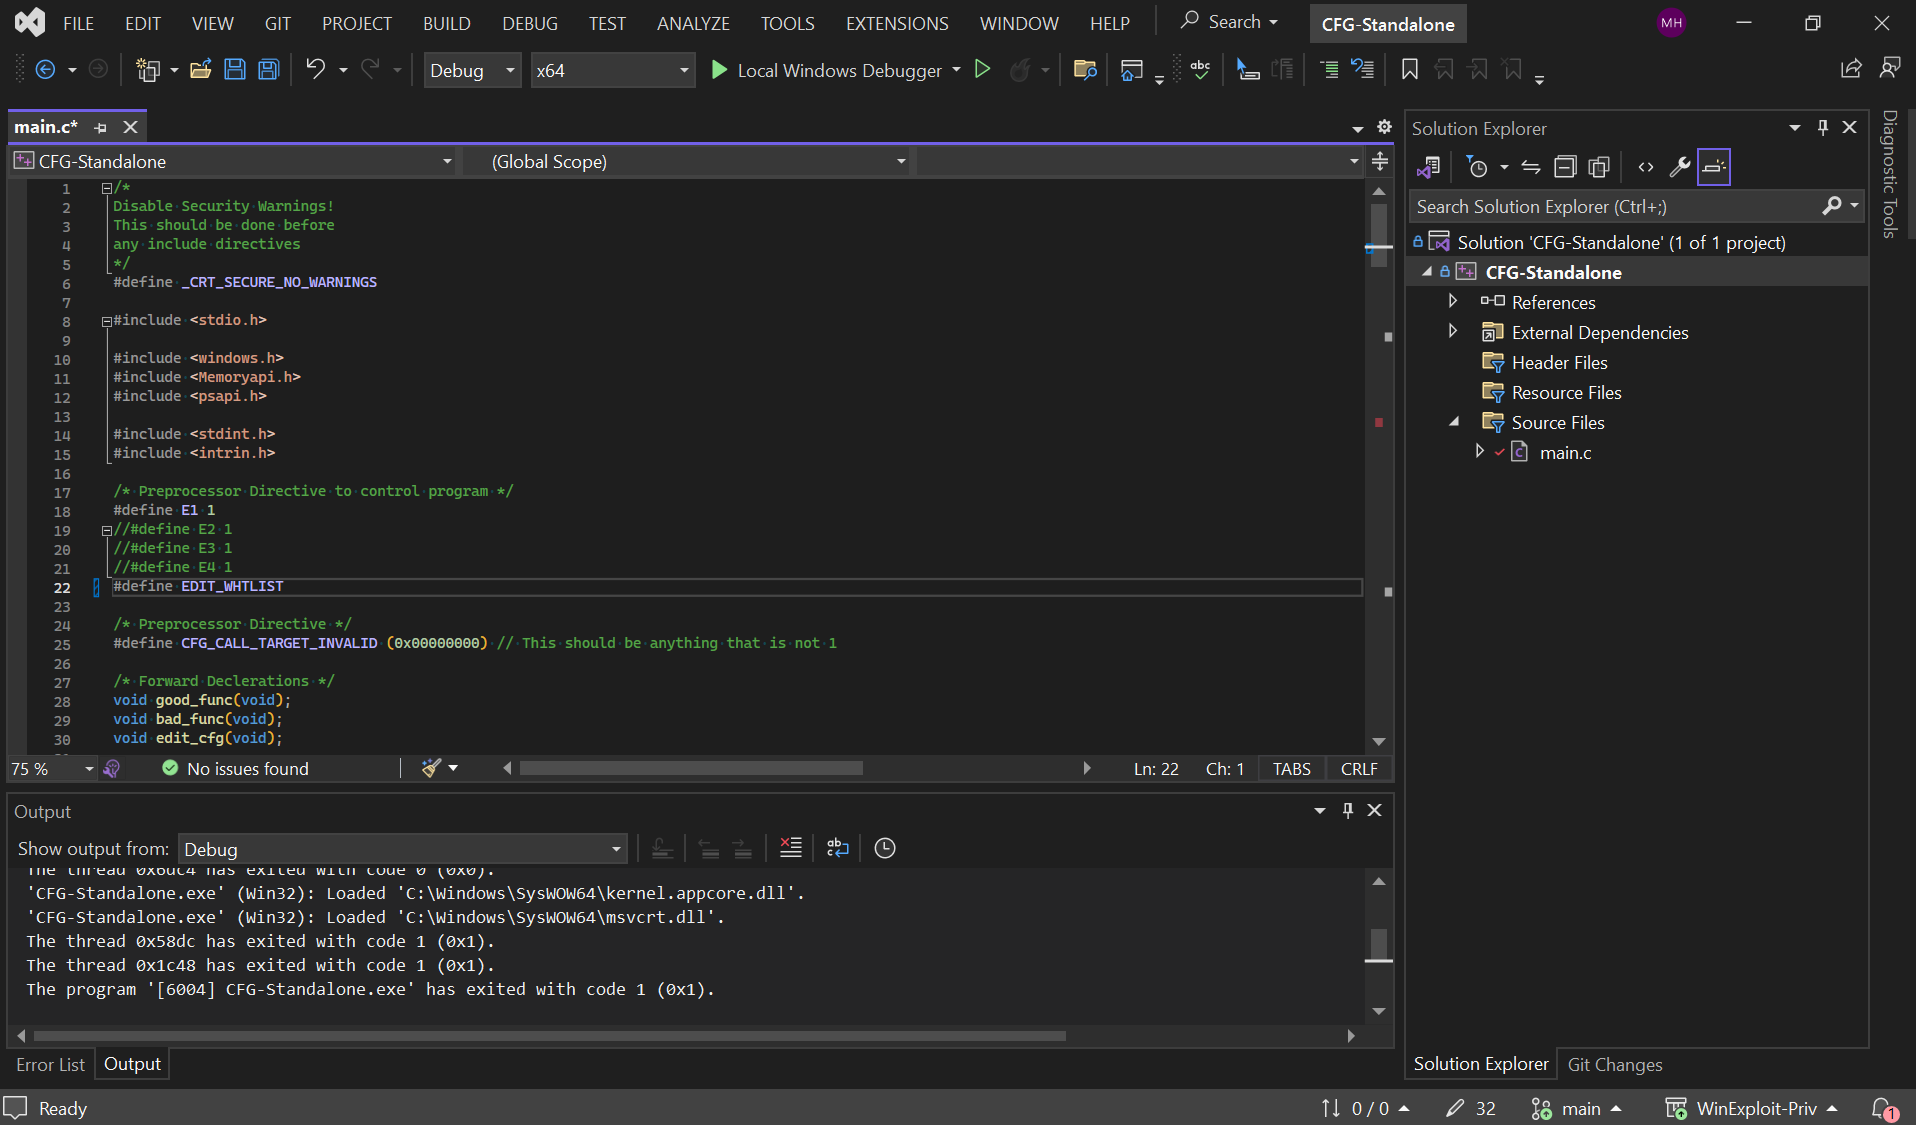 FILE EDIT VIEW GIT PROJECT BUILD DEBUG TEST ANALYZE TOOLS EXTENSIONS WINDOW HELP Search CFG-Standalone MH
Debug x64 Local Windows Debugger abc
main.c*
CFG-Standalone (Global Scope)
1 /*
2 Disable Security Warnings!
3 This should be done before
4 any include directives
5 */
6 #define _CRT_SECURE_NO_WARNINGS
7
8 #include <stdio.h>
9
10 #include <windows.h>
11 #include <Memoryapi.h>
12 #include <psapi.h>
13
14 #include <stdint.h>
15 #include <intrin.h>
16
17 /* Preprocessor Directive to control program */
18 #define E1 1
19 //#define E2 1
20 //#define E3 1
21 //#define E4 1
22 #define EDIT_WHTLIST
23
24 /* Preprocessor Directive */
25 #define CFG_CALL_TARGET_INVALID (0x00000000) // This should be anything that is not 1
26
27 /* Forward Declerations */
28 void good_func(void);
29 void bad_func(void);
30 void edit_cfg(void);
75 % No issues found Ln: 22 Ch: 1 TABS CRLF
Output
Show output from: Debug
The thread 0x6dc4 has exited with code 0 (0x0).
'CFG-Standalone.exe' (Win32): Loaded 'C:\Windows\SysWOW64\kernel.appcore.dll'.
'CFG-Standalone.exe' (Win32): Loaded 'C:\Windows\SysWOW64\msvcrt.dll'.
The thread 0x58dc has exited with code 1 (0x1).
The thread 0x1c48 has exited with code 1 (0x1).
The program '[6004] CFG-Standalone.exe' has exited with code 1 (0x1).
Error List Output
Solution Explorer
Search Solution Explorer (Ctrl+;)
Solution 'CFG-Standalone' (1 of 1 project)
CFG-Standalone
References
External Dependencies
Header Files
Resource Files
Source Files
main.c
Solution Explorer Git Changes
Diagnostic Tools
Ready 0 / 0 32 main WinExploit-Priv 1